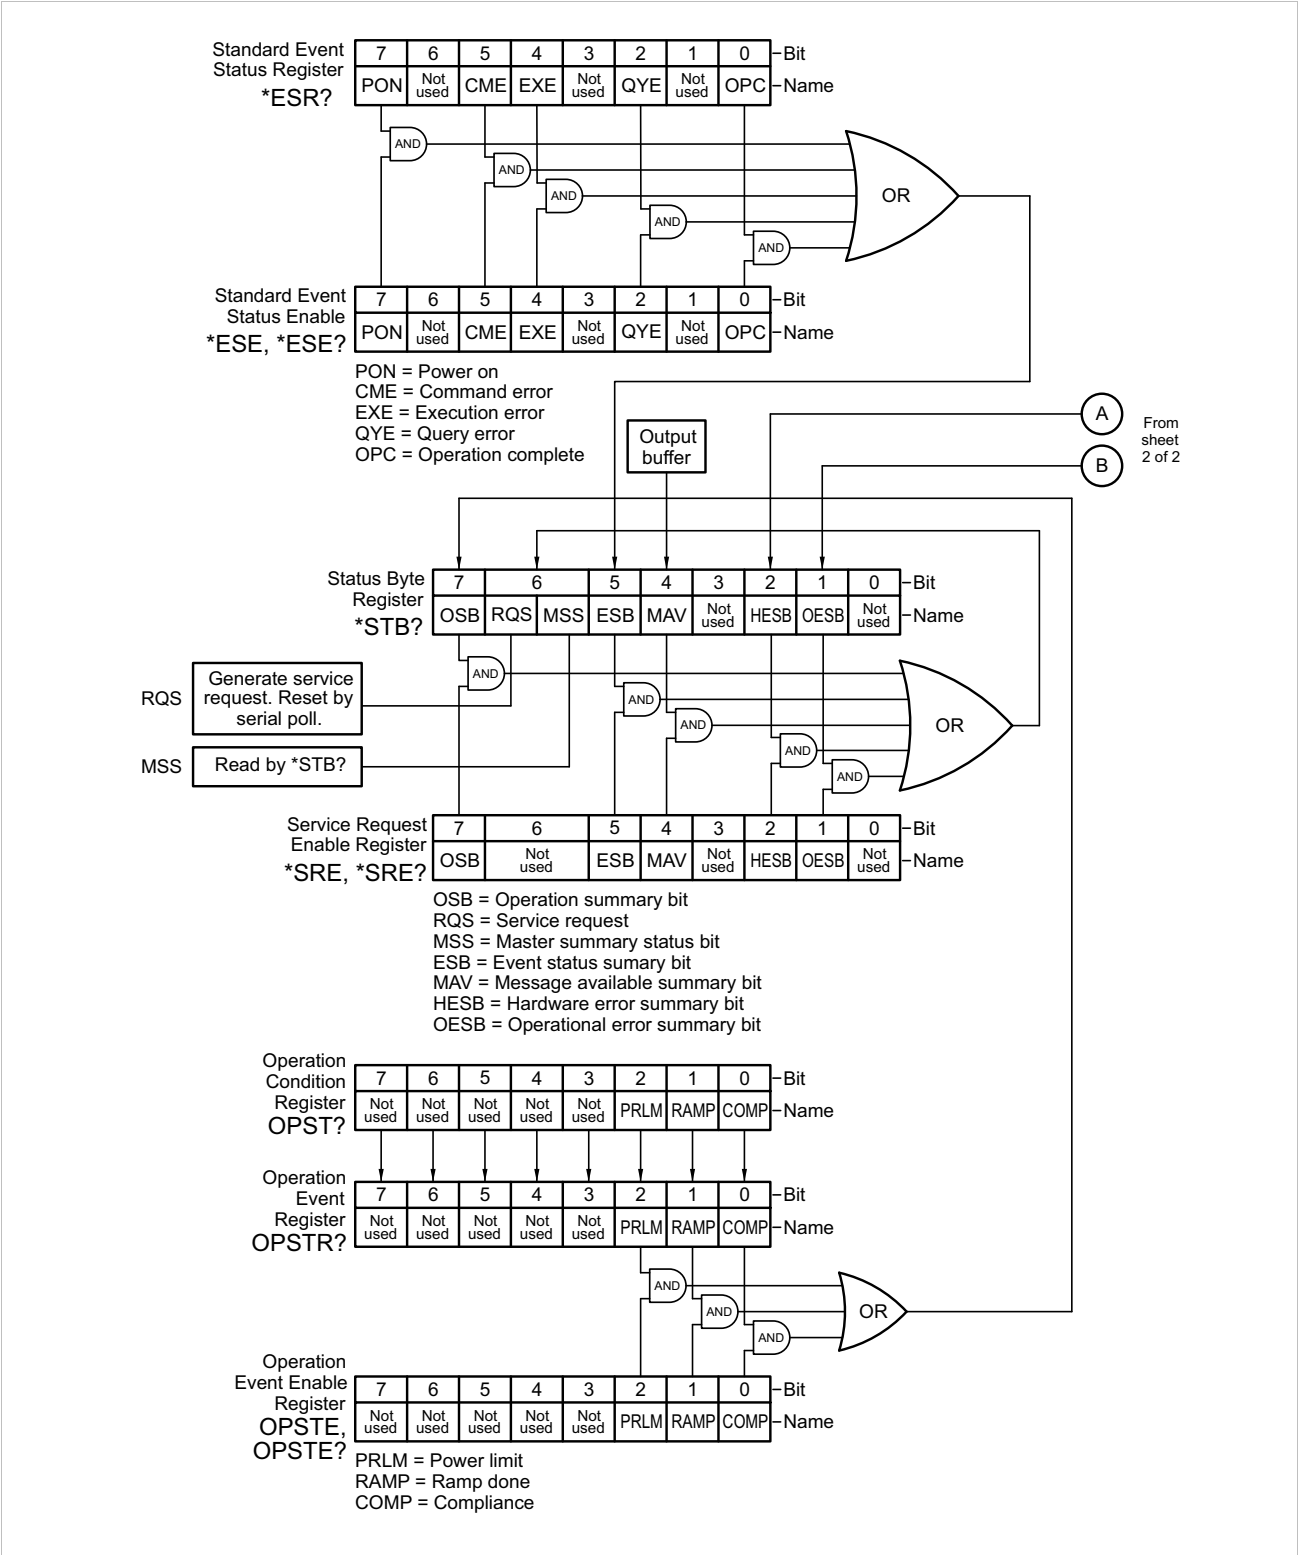 Standard Event
Status Register
*ESR?
7 6 5 4 3 2 1 0 Bit
PON Not used CME EXE Not used QYE Not used OPC Name
AND
AND
AND
AND
AND
OR
Standard Event
Status Enable
*ESE, *ESE?
7 6 5 4 3 2 1 0 Bit
PON Not used CME EXE Not used QYE Not used OPC Name
PON = Power on
CME = Command error
EXE = Execution error
QYE = Query error
OPC = Operation complete
Output
buffer
A
B
From
sheet
2 of 2
Status Byte
Register
*STB?
7 6 5 4 3 2 1 0 Bit
OSB RQS MSS ESB MAV Not used HESB OESB Not used Name
RQS
Generate service
request. Reset by
serial poll.
MSS
Read by *STB?
AND
AND
AND
AND
AND
OR
Service Request
Enable Register
*SRE, *SRE?
7 6 5 4 3 2 1 0 Bit
OSB Not used ESB MAV Not used HESB OESB Not used Name
OSB = Operation summary bit
RQS = Service request
MSS = Master summary status bit
ESB = Event status sumary bit
MAV = Message available summary bit
HESB = Hardware error summary bit
OESB = Operational error summary bit
Operation
Condition
Register
OPST?
7 6 5 4 3 2 1 0 Bit
Not used Not used Not used Not used Not used PRLM RAMP COMP Name
Operation
Event
Register
OPSTR?
7 6 5 4 3 2 1 0 Bit
Not used Not used Not used Not used Not used PRLM RAMP COMP Name
AND
AND
AND
OR
Operation
Event Enable
Register
OPSTE,
OPSTE?
7 6 5 4 3 2 1 0 Bit
Not used Not used Not used Not used Not used PRLM RAMP COMP Name
PRLM = Power limit
RAMP = Ramp done
COMP = Compliance